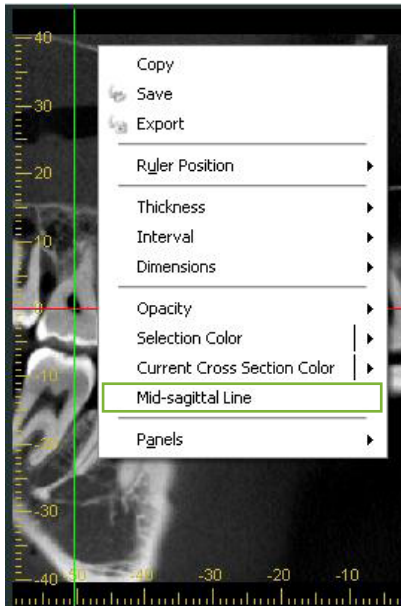 40
Copy
Save
30
Export
Ruler Position
20
Thickness
Interval
10
Dimensions
0
Opacity
Selection Color
Current Cross Section Color
-10
Mid-sagittal Line
Panels
-20
-30
-40 -50 -40 -30 -20 -10